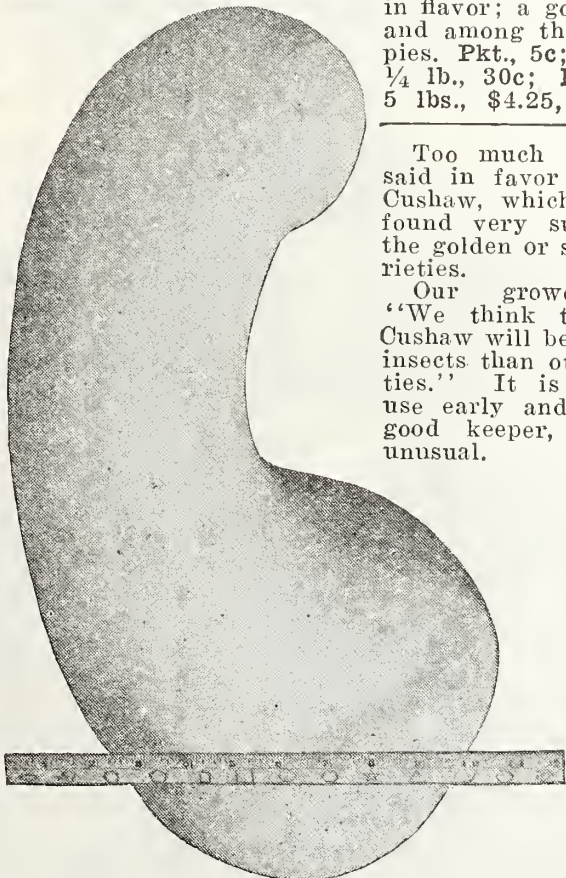 in flavor; a go
and among th
pies. Pkt., 5c;
¼ lb., 30c;
5 lbs., $4.25,
Too much
said in favor
Cushaw, which
found very su
the golden or s
rieties.
Our growe
“We think t
Cushaw will be
insects than ot
ties.” It is
use early and
good keeper,
unusual.